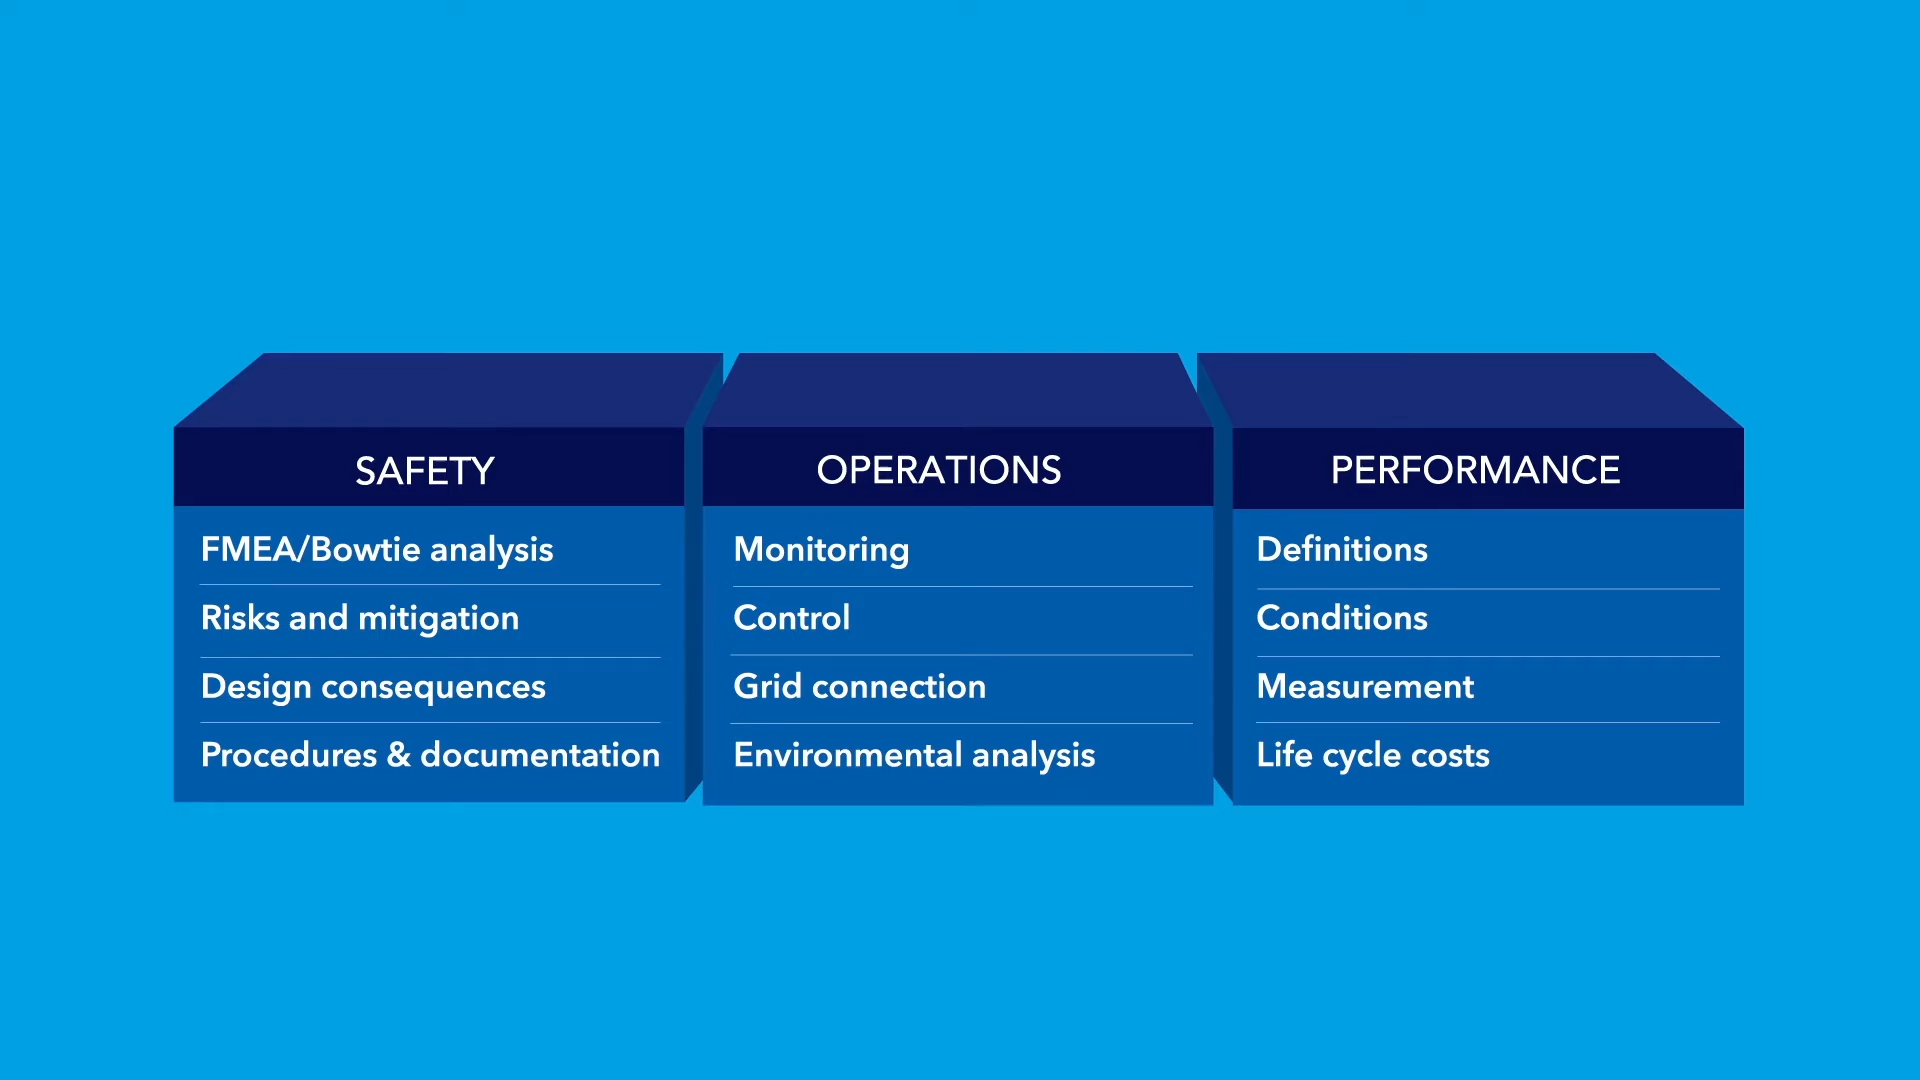 SAFETY
FMEA/Bowtie analysis
Risks and mitigation
Design consequences
Procedures & documentation
OPERATIONS
Monitoring
Control
Grid connection
Environmental analysis
PERFORMANCE
Definitions
Conditions
Measurement
Life cycle costs